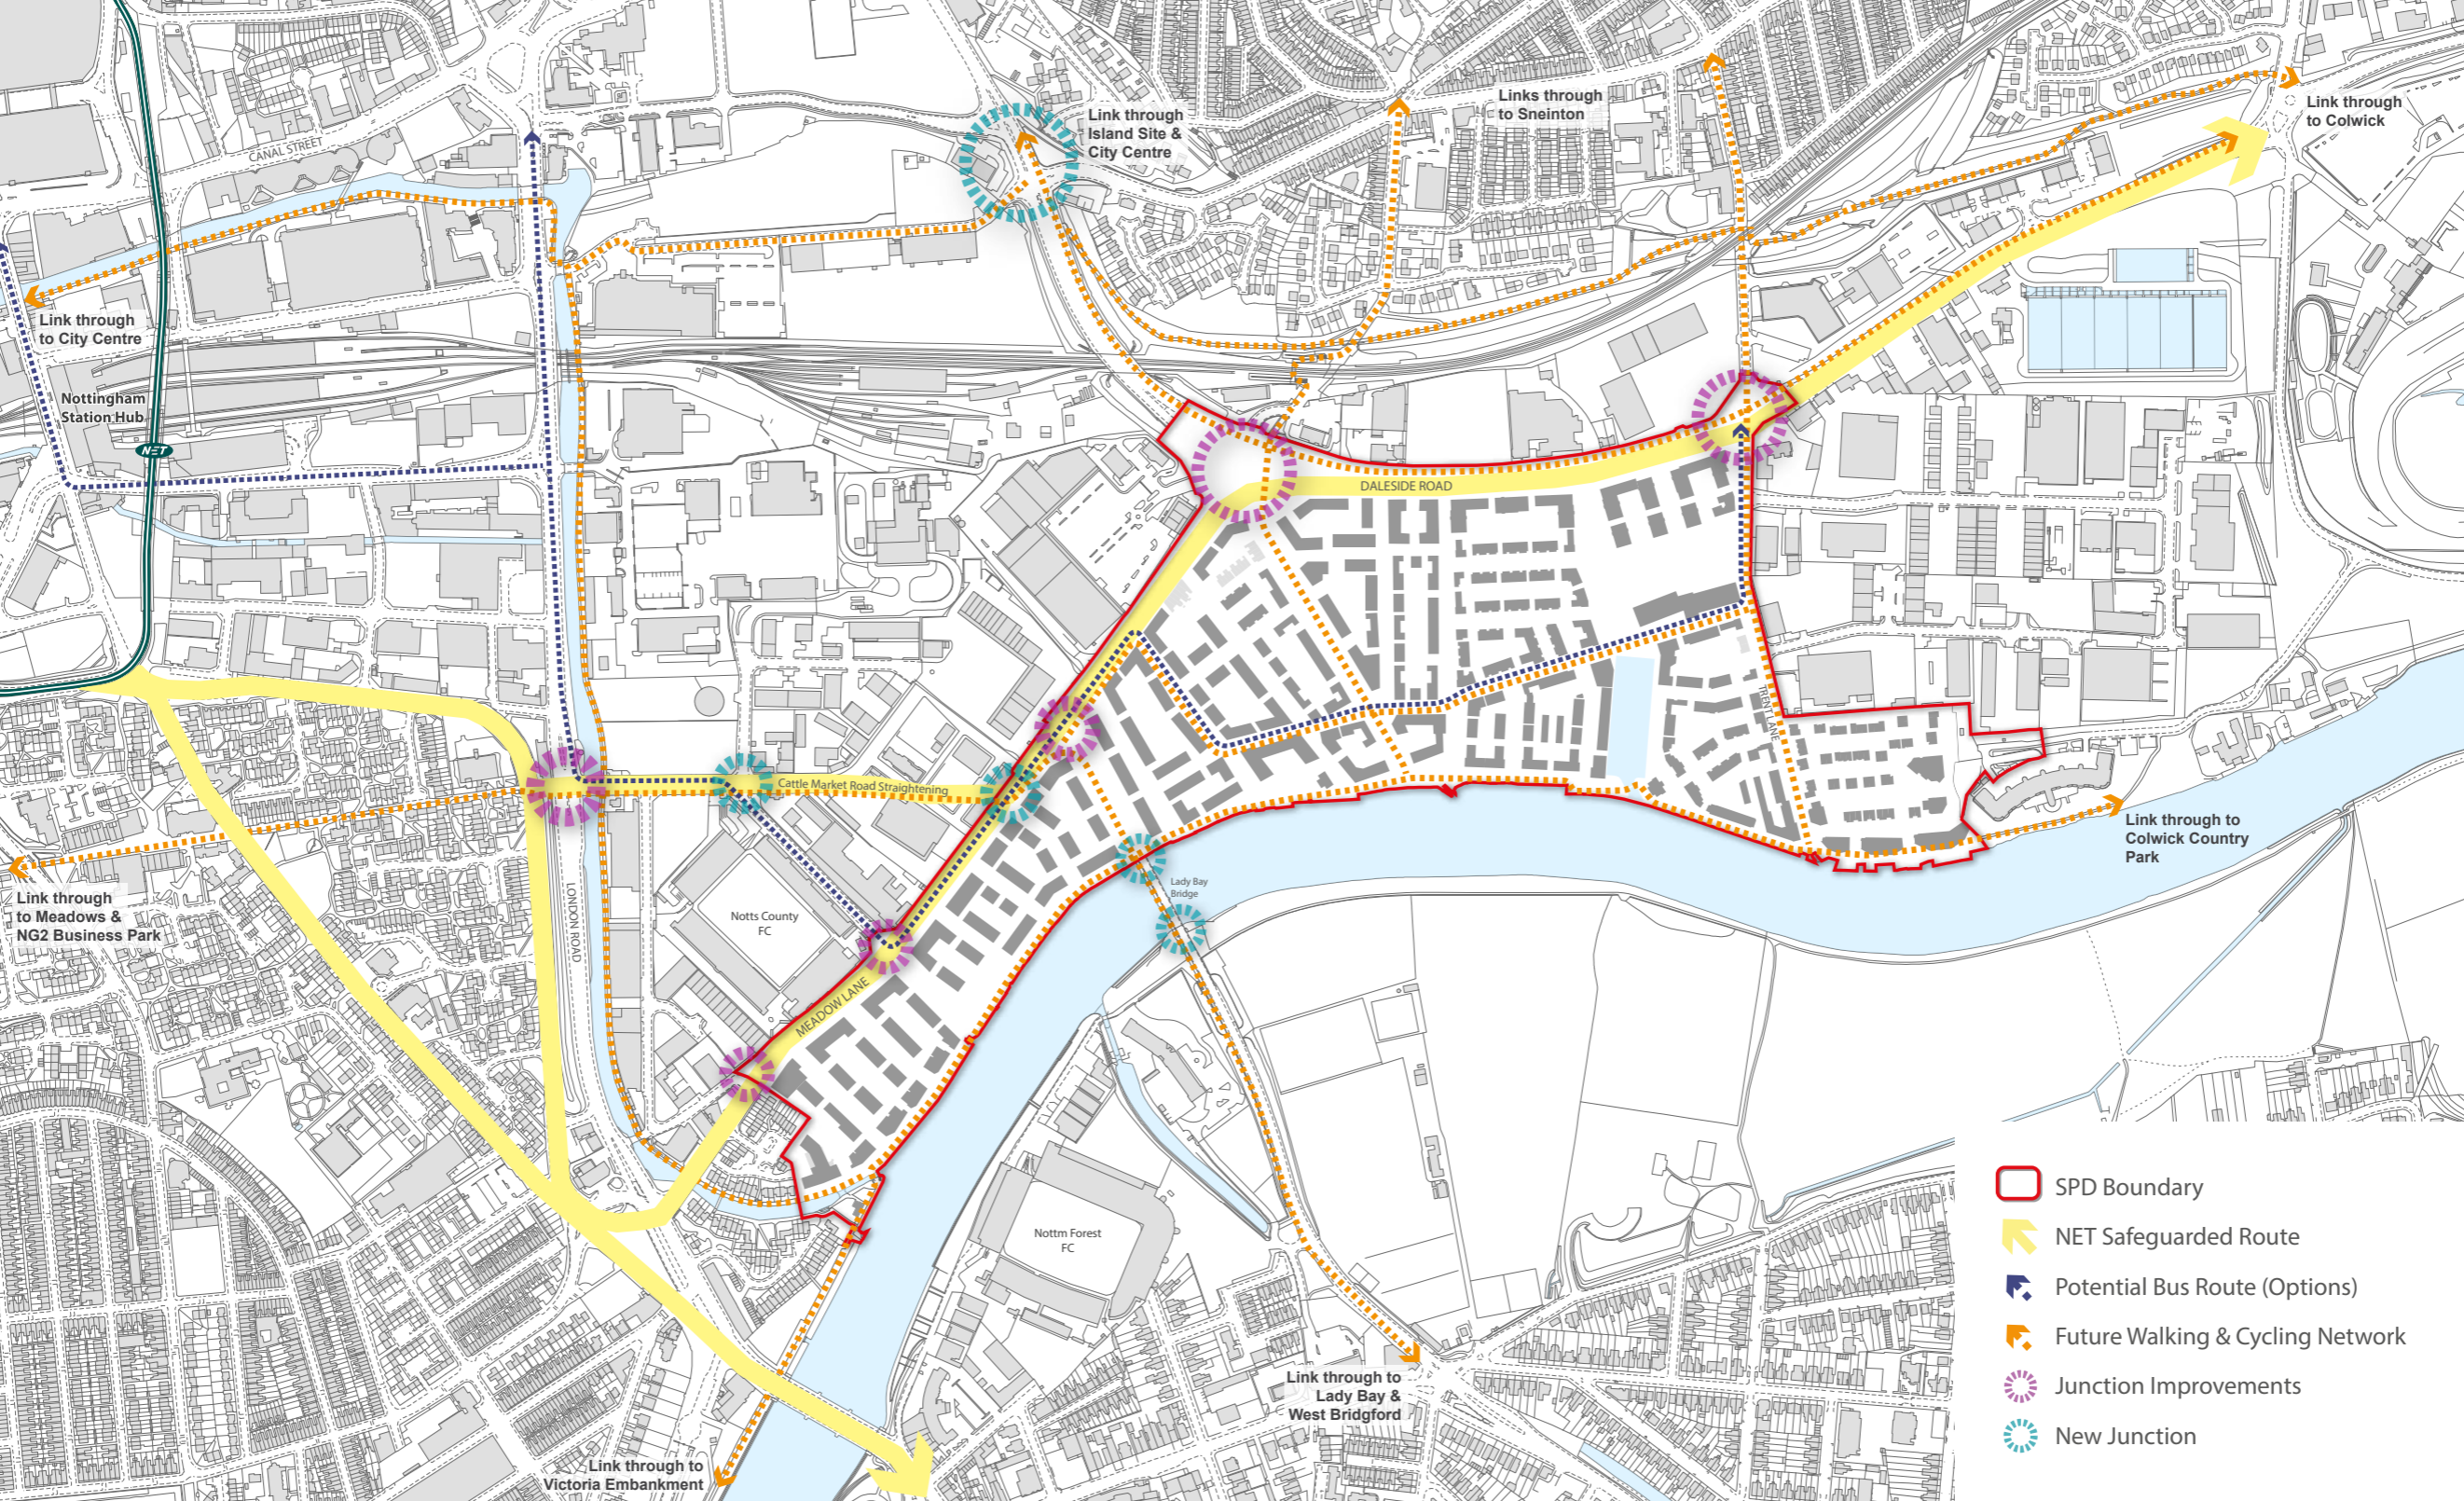 CANAL STREET
Link through
Island Site &
City Centre
Links through
to Sneinton
Link through
to Colwick
Link through
to City Centre
Nottingham
Station Hub
NET
DALESIDE ROAD
TRENT LANE
Cattle Market Road Straightening
Link through to
Colwick Country
Park
Lady Bay
Bridge
Notts County
FC
LONDON ROAD
Link through
to Meadows &
NG2 Business Park
MEADOW LANE
Nottm Forest
FC
Link through to
Lady Bay &
West Bridgford
Link through to
Victoria Embankment
SPD Boundary
NET Safeguarded Route
Potential Bus Route (Options)
Future Walking & Cycling Network
Junction Improvements
New Junction